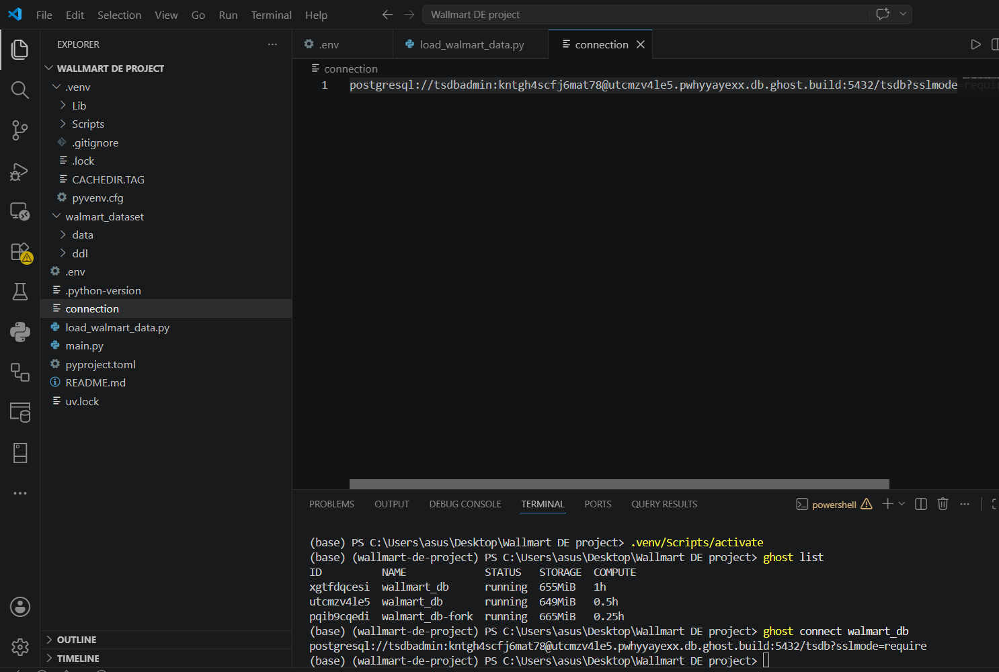 File Edit Selection View Go Run Terminal Help
Wallmart DE project
EXPLORER
WALLMART DE PROJECT
.venv
Lib
Scripts
.gitignore
.lock
CACHEDIR.TAG
pyvenv.cfg
walmart_dataset
data
ddl
.env
.python-version
connection
load_walmart_data.py
main.py
pyproject.toml
README.md
uv.lock
OUTLINE
TIMELINE
.env load_walmart_data.py connection
connection
1 postgresql://tsdbadmin:kntgh4scfj6mat78@utcmzv4le5.pwhyyayexx.db.ghost.build:5432/tsdb?sslmode=requi
PROBLEMS OUTPUT DEBUG CONSOLE TERMINAL PORTS QUERY RESULTS
powershell
(base) PS C:\Users\asus\Desktop\Wallmart DE project> .venv/Scripts/activate
(base) (wallmart-de-project) PS C:\Users\asus\Desktop\Wallmart DE project> ghost list
ID NAME STATUS STORAGE COMPUTE
xgtfdqcesi wallmart_db running 655MiB 1h
utcmzv4le5 walmart_db running 649MiB 0.5h
pqib9cqedi walmart_db-fork running 665MiB 0.25h
(base) (wallmart-de-project) PS C:\Users\asus\Desktop\Wallmart DE project> ghost connect walmart_db
postgresql://tsdbadmin:kntgh4scfj6mat78@utcmzv4le5.pwhyyayexx.db.ghost.build:5432/tsdb?sslmode=require
(base) (wallmart-de-project) PS C:\Users\asus\Desktop\Wallmart DE project>